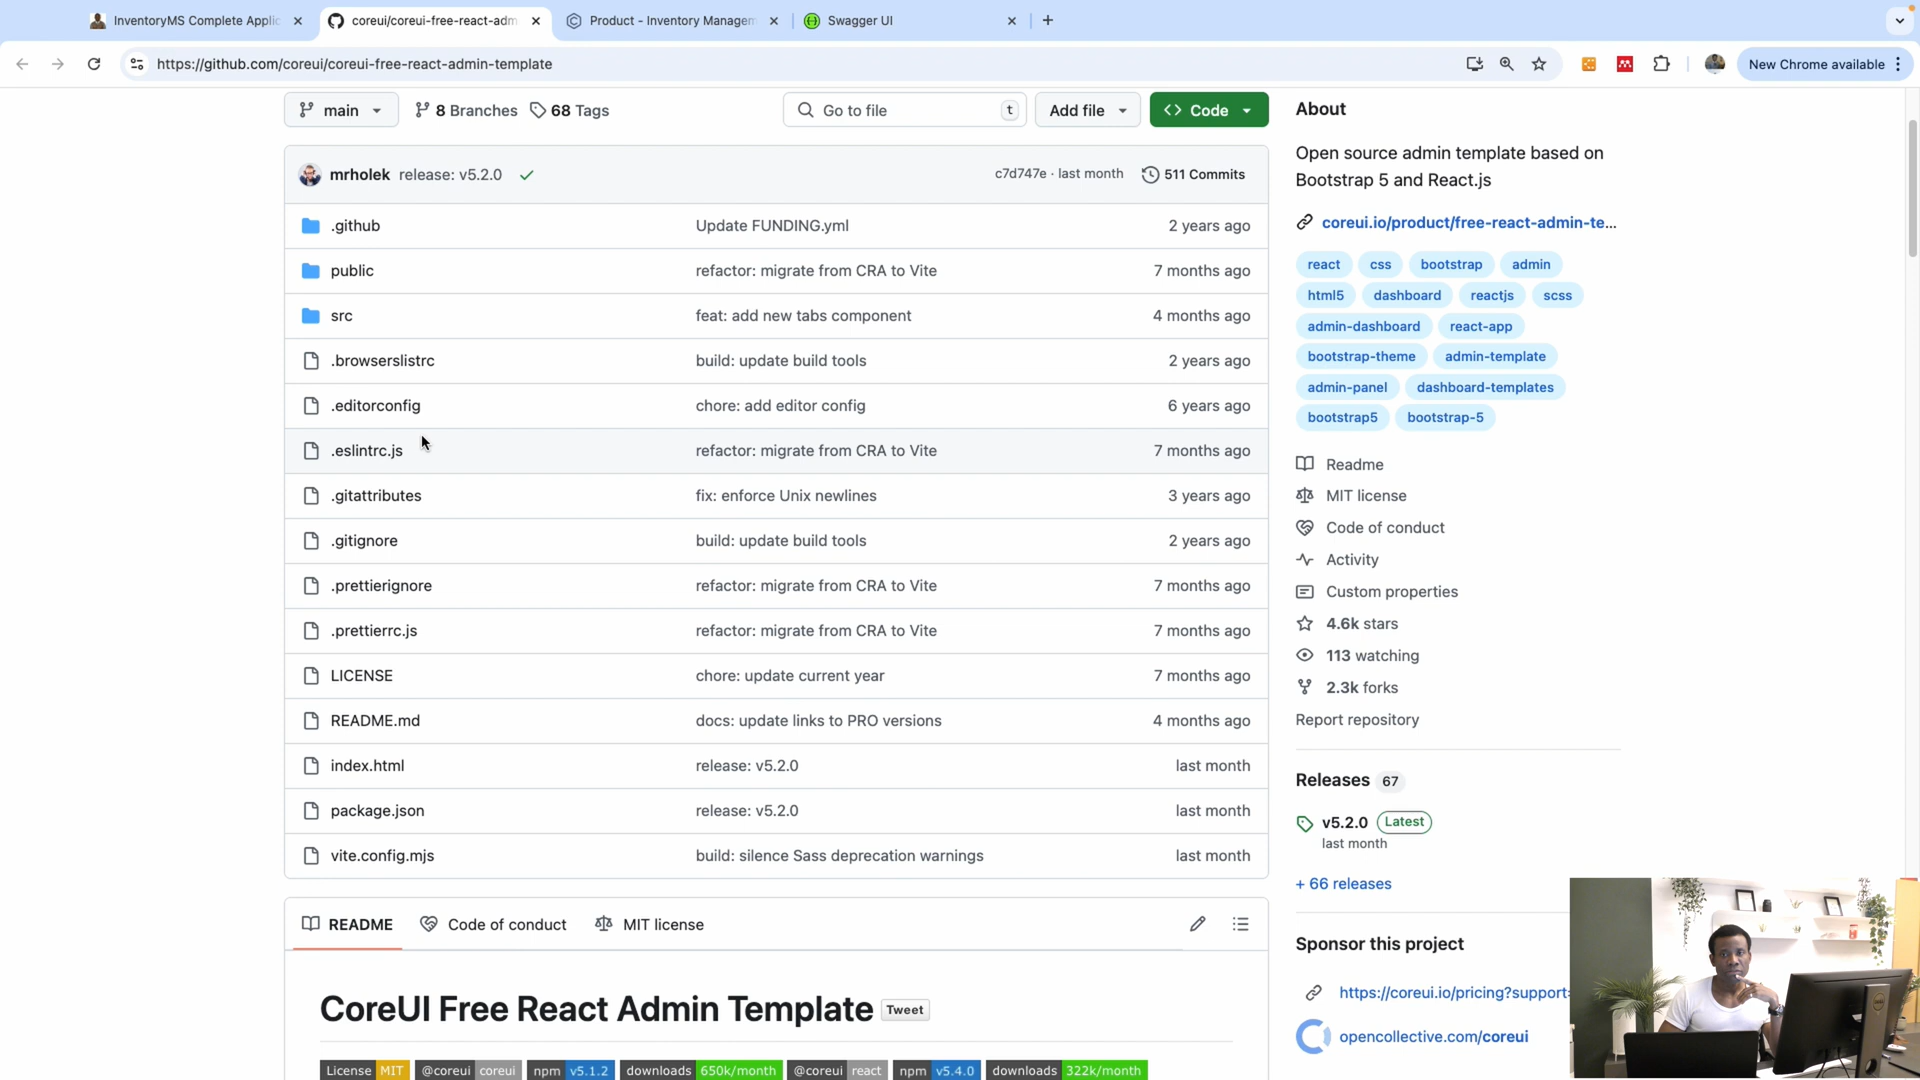 InventoryMS Complete Applic
coreui/coreui-free-react-adm
Product - Inventory Managem
Swagger UI
https://github.com/coreui/coreui-free-react-admin-template
New Chrome available
main
8 Branches
68 Tags
Go to file
t
Add file
Code
mrholek release: v5.2.0
c7d747e · last month
511 Commits
.github Update FUNDING.yml 2 years ago
public refactor: migrate from CRA to Vite 7 months ago
src feat: add new tabs component 4 months ago
.browserslistrc build: update build tools 2 years ago
.editorconfig chore: add editor config 6 years ago
.eslintrc.js refactor: migrate from CRA to Vite 7 months ago
.gitattributes fix: enforce Unix newlines 3 years ago
.gitignore build: update build tools 2 years ago
.prettierignore refactor: migrate from CRA to Vite 7 months ago
.prettierrc.js refactor: migrate from CRA to Vite 7 months ago
LICENSE chore: update current year 7 months ago
README.md docs: update links to PRO versions 4 months ago
index.html release: v5.2.0 last month
package.json release: v5.2.0 last month
vite.config.mjs build: silence Sass deprecation warnings last month
README Code of conduct MIT license
CoreUI Free React Admin Template Tweet
License MIT @coreui coreui npm v5.1.2 downloads 650k/month @coreui react npm v5.4.0 downloads 322k/month
About
Open source admin template based on
Bootstrap 5 and React.js
coreui.io/product/free-react-admin-te...
react css bootstrap admin
html5 dashboard reactjs scss
admin-dashboard react-app
bootstrap-theme admin-template
admin-panel dashboard-templates
bootstrap5 bootstrap-5
Readme
MIT license
Code of conduct
Activity
Custom properties
4.6k stars
113 watching
2.3k forks
Report repository
Releases 67
v5.2.0 Latest
last month
+ 66 releases
Sponsor this project
https://coreui.io/pricing?support
opencollective.com/coreui